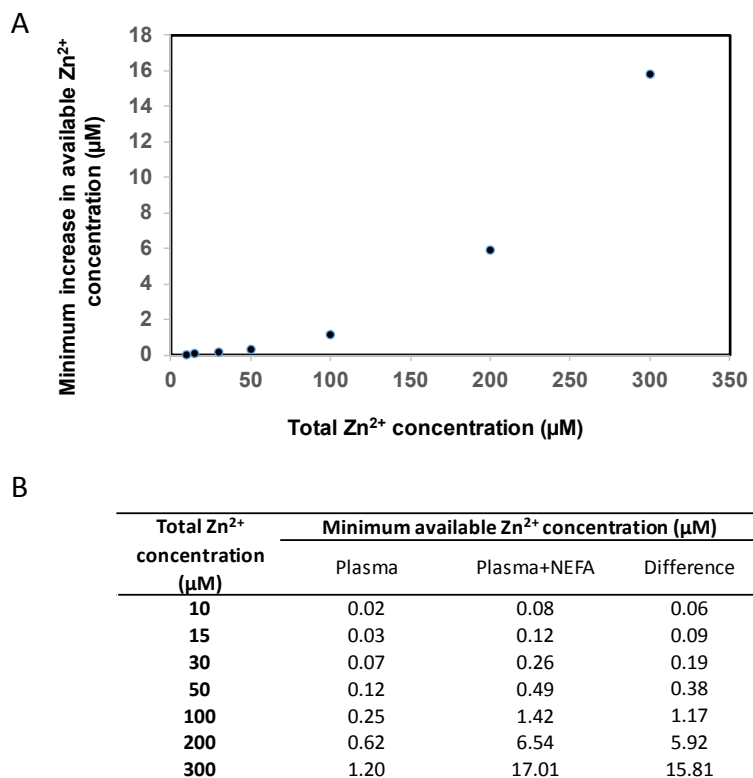 A
Minimum increase in available Zn²⁺
concentration (µM)
18
16
14
12
10
8
6
4
2
0
0 50 100 150 200 250 300 350
Total Zn²⁺ concentration (µM)
B
Total Zn²⁺
concentration
(µM)
Minimum available Zn²⁺ concentration (µM)
Plasma Plasma+NEFA Difference
10 0.02 0.08 0.06
15 0.03 0.12 0.09
30 0.07 0.26 0.19
50 0.12 0.49 0.38
100 0.25 1.42 1.17
200 0.62 6.54 5.92
300 1.20 17.01 15.81